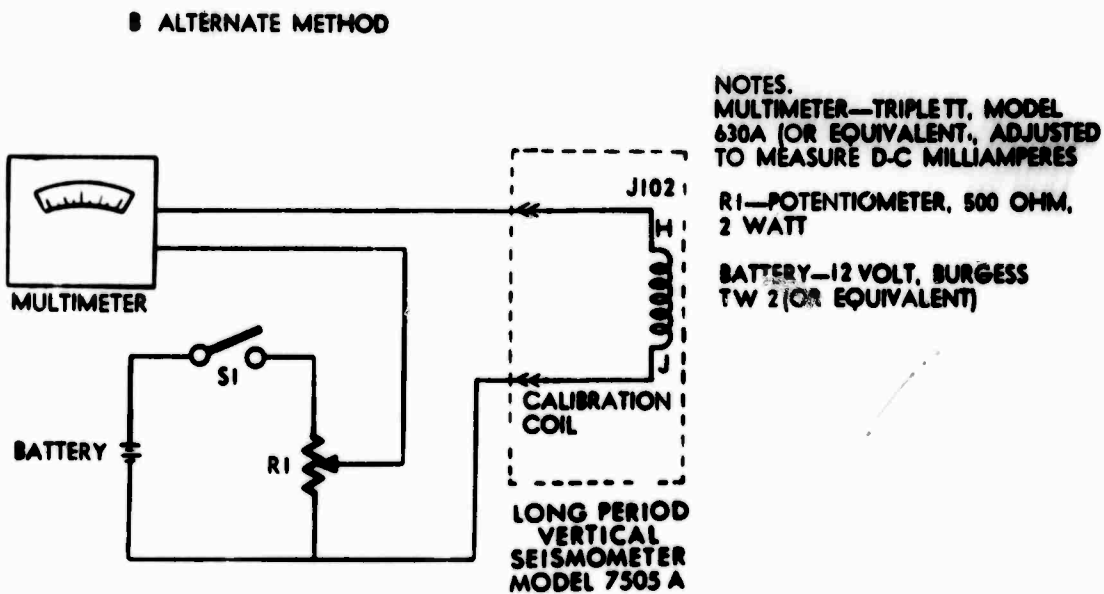 B ALTERNATE METHOD
NOTES.
MULTIMETER—TRIPLETT, MODEL
630A (OR EQUIVALENT., ADJUSTED
TO MEASURE D-C MILLIAMPERES
R1—POTENTIOMETER, 500 OHM,
2 WATT
BATTERY—12 VOLT, BURGESS
TW 2 (OR EQUIVALENT)
J102
H
J
MULTIMETER
S1
CALIBRATION
COIL
BATTERY
R1
LONG PERIOD
VERTICAL
SEISMOMETER
MODEL 7505 A